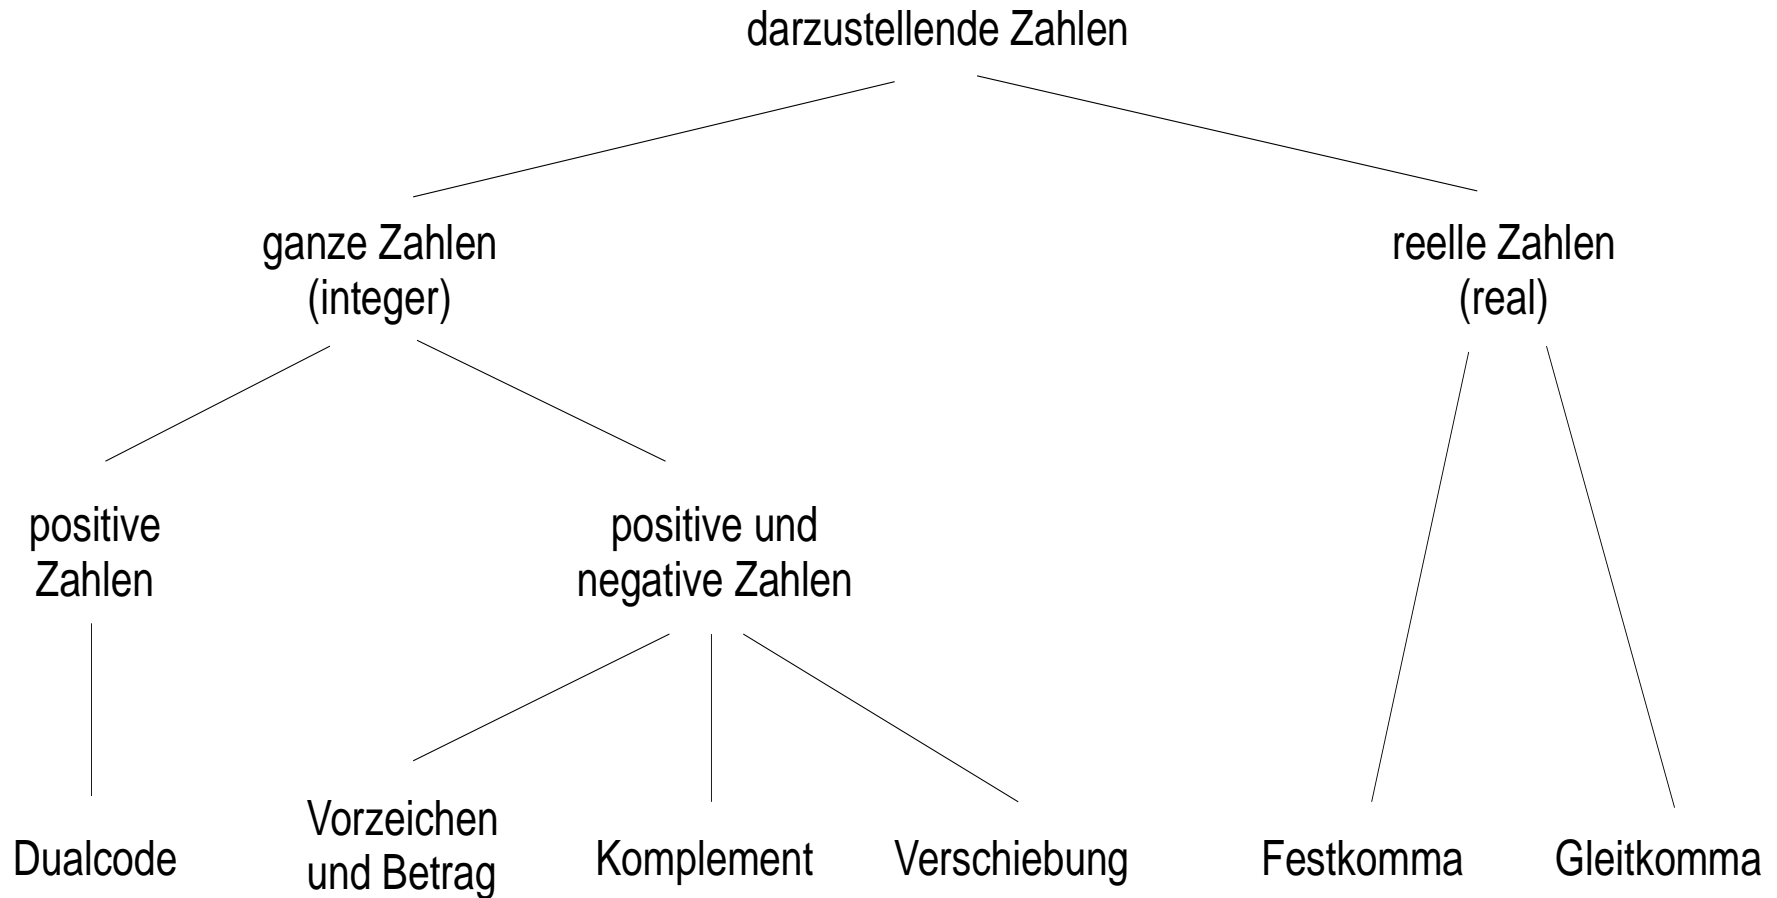 darzustellende Zahlen
ganze Zahlen
(integer)
reelle Zahlen
(real)
positive
Zahlen
positive und
negative Zahlen
Dualcode
Vorzeichen
und Betrag
Komplement
Verschiebung
Festkomma
Gleitkomma